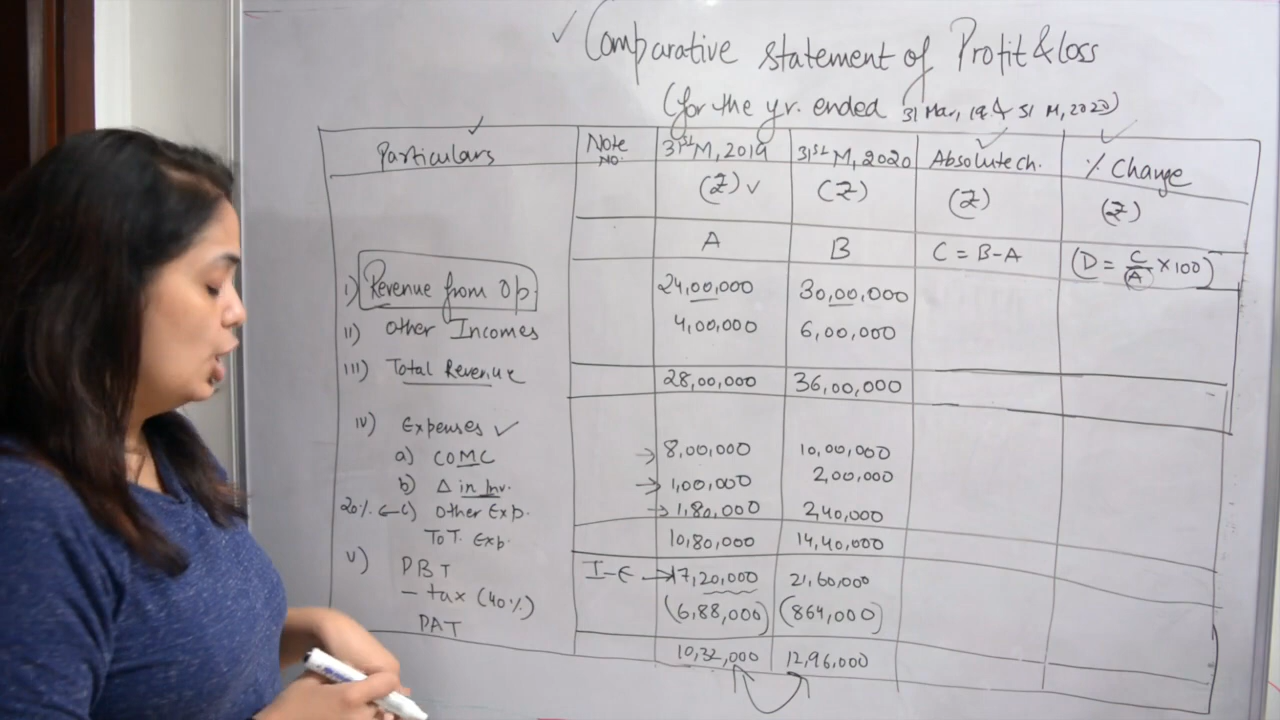 ✓ Comparative statement of Profit & loss
(for the yr. ended 31 Mar, 19 & 31 M, 2020)
Particulars Note No. 31st M, 2019 31st M, 2020 Absolute ch. % Change
(₹) ✓ (₹) (₹) (₹)
A B C = B-A (D = C/A × 100)
i) Revenue from Op. 24,00,000 30,00,000
ii) Other Incomes 4,00,000 6,00,000
iii) Total Revenue 28,00,000 36,00,000
iv) Expenses ✓
a) COMC → 8,00,000 10,00,000
b) Δ in Inv. → 1,00,000 2,00,000
20% ← c) Other Exp. → 1,80,000 2,40,000
TOT. Exp. 10,80,000 14,40,000
v) PBT I-E → 17,20,000 21,60,000
- tax (40%) (6,88,000) (864,000)
PAT 10,32,000 12,96,000